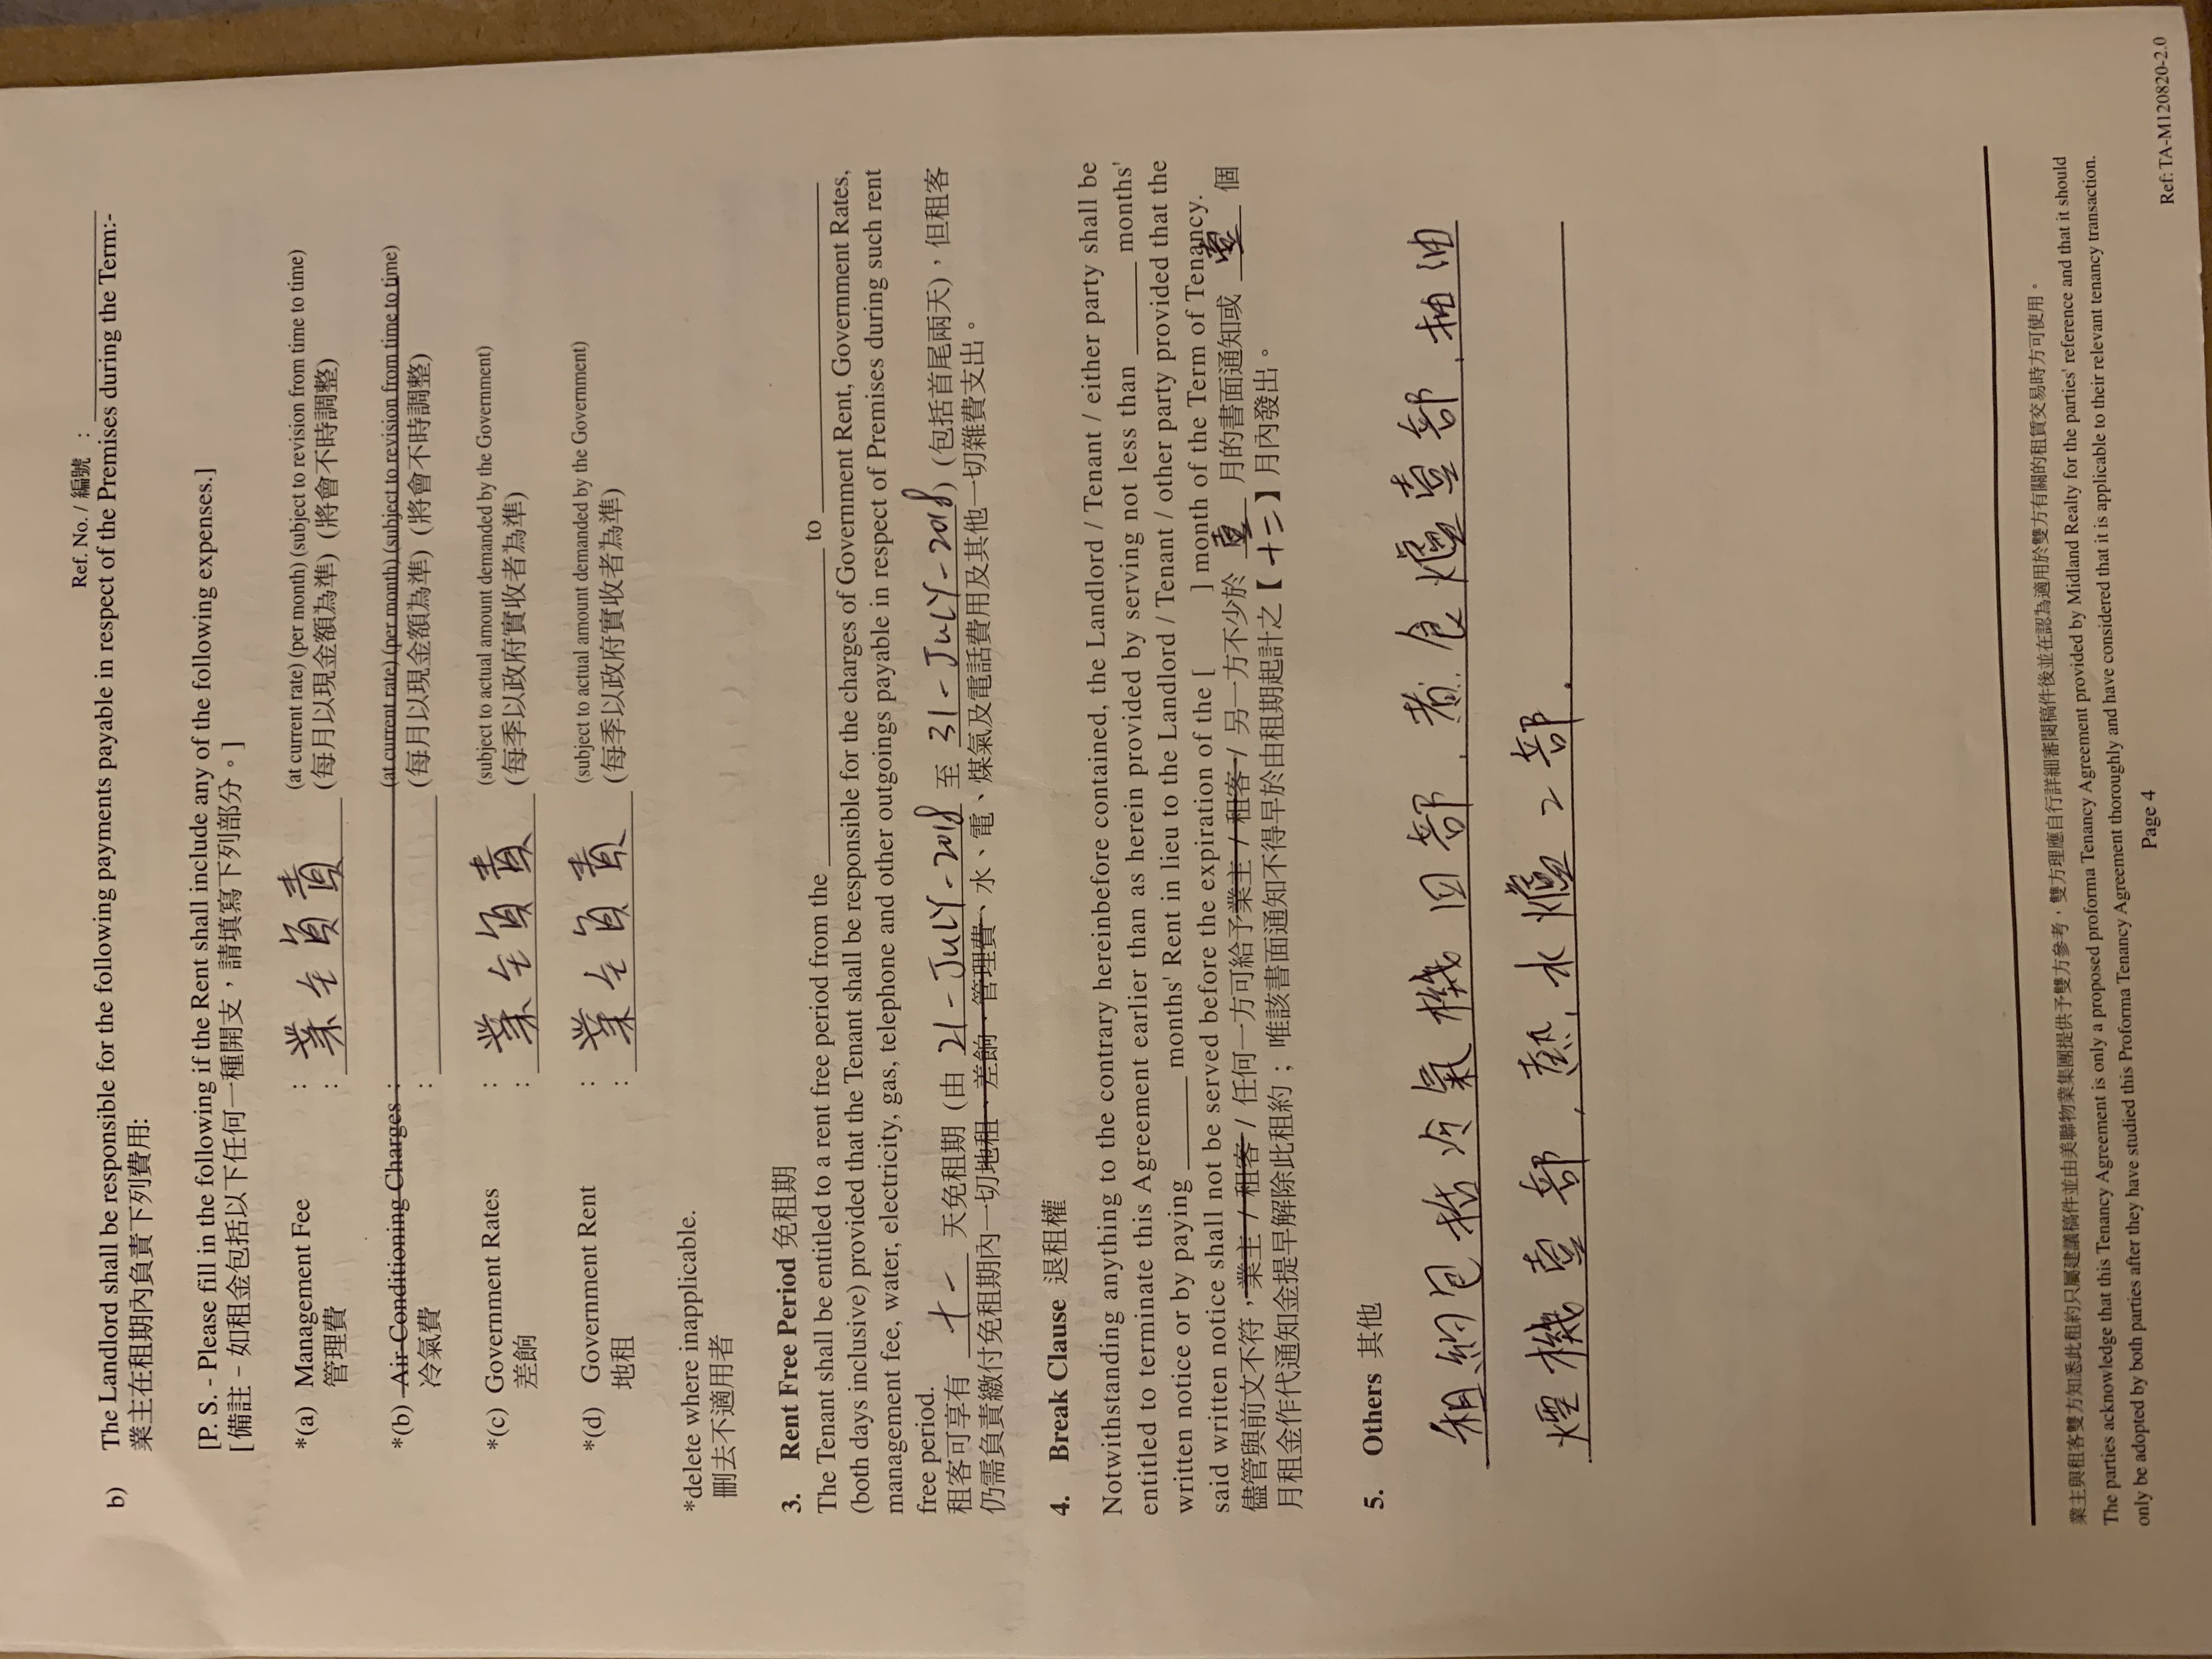 Ref. No. / 編號 :
b) The Landlord shall be responsible for the following payments payable in respect of the Premises during the Term:-
業主在租期內負責下列費用:
[P. S. - Please fill in the following if the Rent shall include any of the following expenses.]
[備註 - 如租金包括以下任何一種開支，請填寫下列部分。]
*(a) Management Fee : (at current rate) (per month) (subject to revision from time to time)
管理費 : 業主負責 (每月以現金額為準) (將會不時調整)
*(b) Air-Conditioning Charges : (at current rate) (per month) (subject to revision from time to time)
冷氣費 : (每月以現金額為準) (將會不時調整)
*(c) Government Rates : (subject to actual amount demanded by the Government)
差餉 : 業主負責 (每季以政府實收者為準)
*(d) Government Rent : (subject to actual amount demanded by the Government)
地租 : 業主負責 (每季以政府實收者為準)
*delete where inapplicable.
刪去不適用者
3. Rent Free Period 免租期
The Tenant shall be entitled to a rent free period from the to
(both days inclusive) provided that the Tenant shall be responsible for the charges of Government Rent, Government Rates,
management fee, water, electricity, gas, telephone and other outgoings payable in respect of Premises during such rent
free period.
租客可享有 十一 天免租期 (由 21-JULY-2018 至 31-JULY-2018) (包括首尾兩天)，但租客
仍需負責繳付免租期內一切地租、差餉、管理費、水、電、煤氣及電話費用及其他一切雜費支出。
4. Break Clause 退租權
Notwithstanding anything to the contrary hereinbefore contained, the Landlord / Tenant / either party shall be
entitled to terminate this Agreement earlier than as herein provided by serving not less than months'
written notice or by paying months' Rent in lieu to the Landlord / Tenant / other party provided that the
said written notice shall not be served before the expiration of the [ ] month of the Term of Tenancy.
儘管與前文不符，業主 / 租客 / 任何一方可給予業主 / 租客 / 另一方不少於 壹 月的書面通知或 壹 個
月租金作代通知金提早解除此租約；唯該書面通知不得早於由租期起計之【十二】月內發出。
5. Others 其他
租約包括冷氣機四部，煮食爐壹部，抽油
煙機壹部，熱水爐2部.
業主與租客雙方知悉此租約只屬建議稿件並由美聯物業集團提供予雙方參考，雙方理應自行詳細審閱稿件後並在認為適用於雙方有關的租賃交易時方可使用。
The parties acknowledge that this Tenancy Agreement is only a proposed proforma Tenancy Agreement provided by Midland Realty for the parties' reference and that it should
only be adopted by both parties after they have studied this Proforma Tenancy Agreement thoroughly and have considered that it is applicable to their relevant tenancy transaction.
Page 4
Ref: TA-M120820-2.0